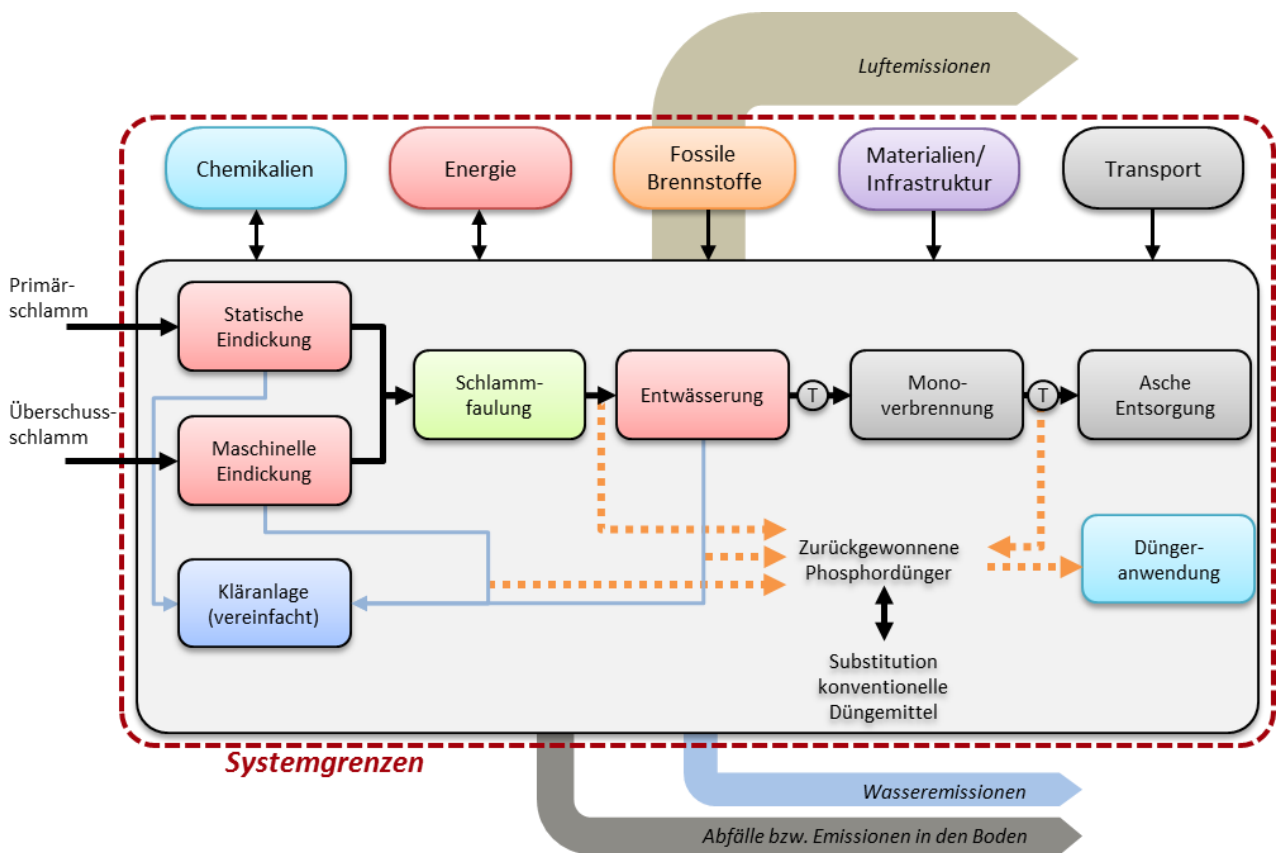 Luftemissionen
Chemikalien
Energie
Fossile
Brennstoffe
Materialien/
Infrastruktur
Transport
Primär-
schlamm
Statische
Eindickung
Überschuss-
schlamm
Maschinelle
Eindickung
Schlamm-
faulung
Entwässerung
T
Mono-
verbrennung
T
Asche
Entsorgung
Kläranlage
(vereinfacht)
Zurückgewonnene
Phosphordünger
Dünger-
anwendung
Substitution
konventionelle
Düngemittel
Systemgrenzen
Wasseremissionen
Abfälle bzw. Emissionen in den Boden